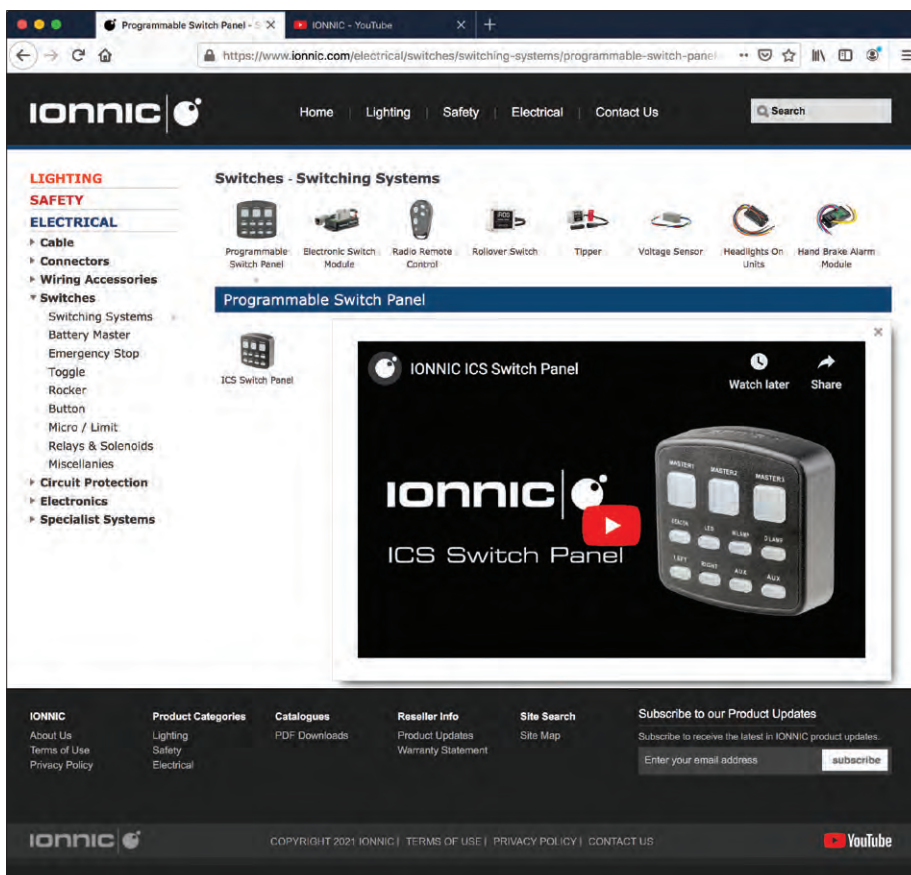 Programmable Switch Panel - S
IONNIC - YouTube
https://www.ionnic.com/electrical/switches/switching-systems/programmable-switch-panel
IONNIC
Home | Lighting | Safety | Electrical | Contact Us
Search
LIGHTING
SAFETY
ELECTRICAL
Cable
Connectors
Wiring Accessories
Switches
Switching Systems
Battery Master
Emergency Stop
Toggle
Rocker
Button
Micro / Limit
Relays & Solenoids
Miscellanies
Circuit Protection
Electronics
Specialist Systems
Switches - Switching Systems
Programmable
Switch Panel
Electronic Switch
Module
Radio Remote
Control
Rollover Switch
Tipper
Voltage Sensor
Headlights On
Units
Hand Brake Alarm
Module
Programmable Switch Panel
ICS Switch Panel
IONNIC ICS Switch Panel
Watch later
Share
IONNIC
ICS Switch Panel
MASTER1 MASTER2 MASTER3
BEACON LED W.LAMP D.LAMP
LEFT RIGHT AUX AUX
IONNIC
About Us
Terms of Use
Privacy Policy
Product Categories
Lighting
Safety
Electrical
Catalogues
PDF Downloads
Reseller Info
Product Updates
Warranty Statement
Site Search
Site Map
Subscribe to our Product Updates
Subscribe to receive the latest in IONNIC product updates.
Enter your email address
subscribe
IONNIC
COPYRIGHT 2021 IONNIC | TERMS OF USE | PRIVACY POLICY | CONTACT US
YouTube